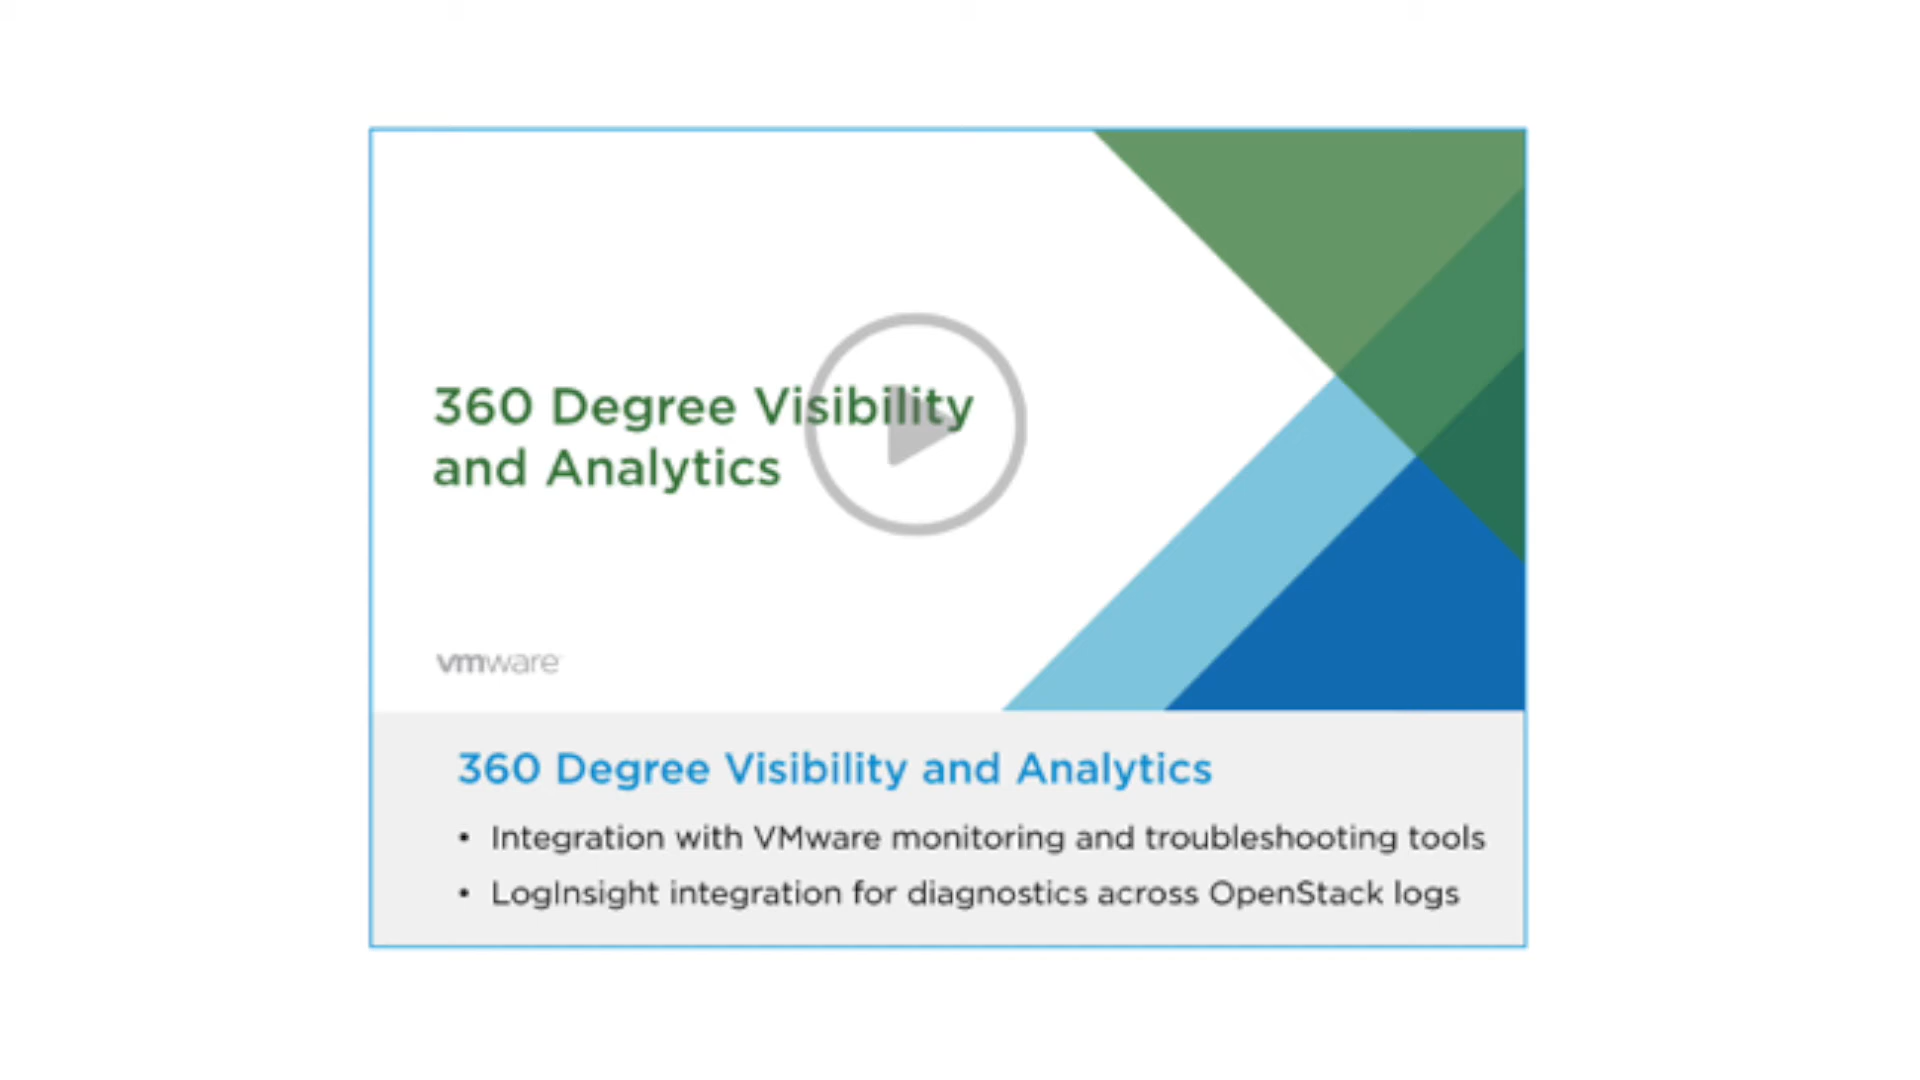 360 Degree Visibility
and Analytics
vmware
360 Degree Visibility and Analytics
• Integration with VMware monitoring and troubleshooting tools
• LogInsight integration for diagnostics across OpenStack logs